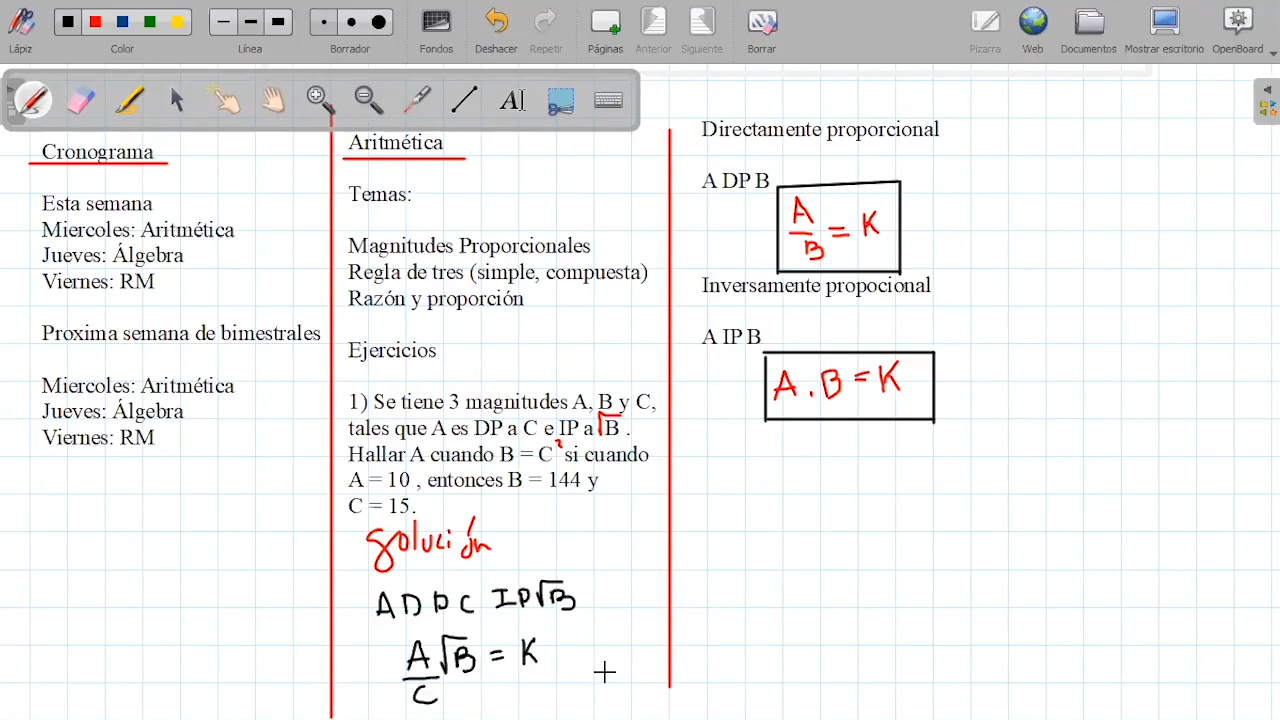 Lápiz
Color
Línea
Borrador
Fondos
Deshacer
Repetir
Páginas
Anterior
Siguiente
Borrar
Pizarra
Web
Documentos
Mostrar escritorio
OpenBoard
AI
Cronograma
Esta semana
Miercoles: Aritmética
Jueves: Álgebra
Viernes: RM
Proxima semana de bimestrales
Miercoles: Aritmética
Jueves: Álgebra
Viernes: RM
Aritmética
Temas:
Magnitudes Proporcionales
Regla de tres (simple, compuesta)
Razón y proporción
Ejercicios
1) Se tiene 3 magnitudes A, B y C,
tales que A es DP a C e IP a √B .
Hallar A cuando B = C² si cuando
A = 10 , entonces B = 144 y
C = 15.
Solución
A D P C I P √B
A √B = K
C
Directamente proporcional
A DP B
A
B = K
Inversamente propocional
A IP B
A . B = K